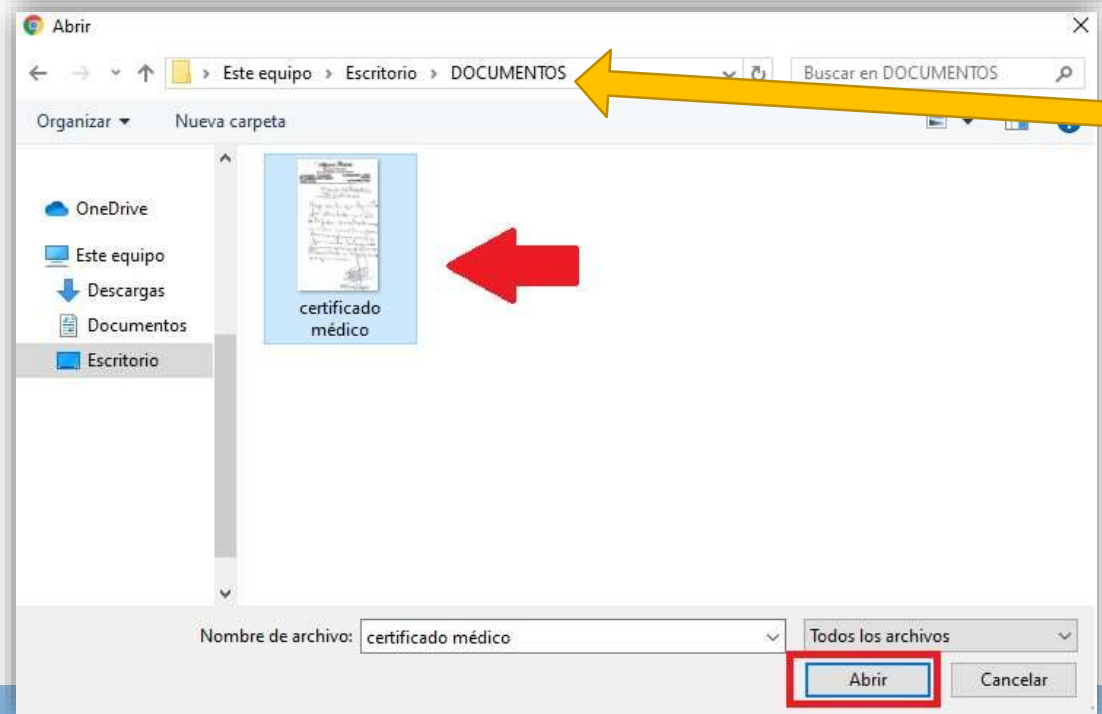 Abrir
Este equipo > Escritorio > DOCUMENTOS
Buscar en DOCUMENTOS
Organizar
Nueva carpeta
OneDrive
Este equipo
Descargas
Documentos
Escritorio
certificado
médico
Nombre de archivo: certificado médico
Todos los archivos
Abrir
Cancelar